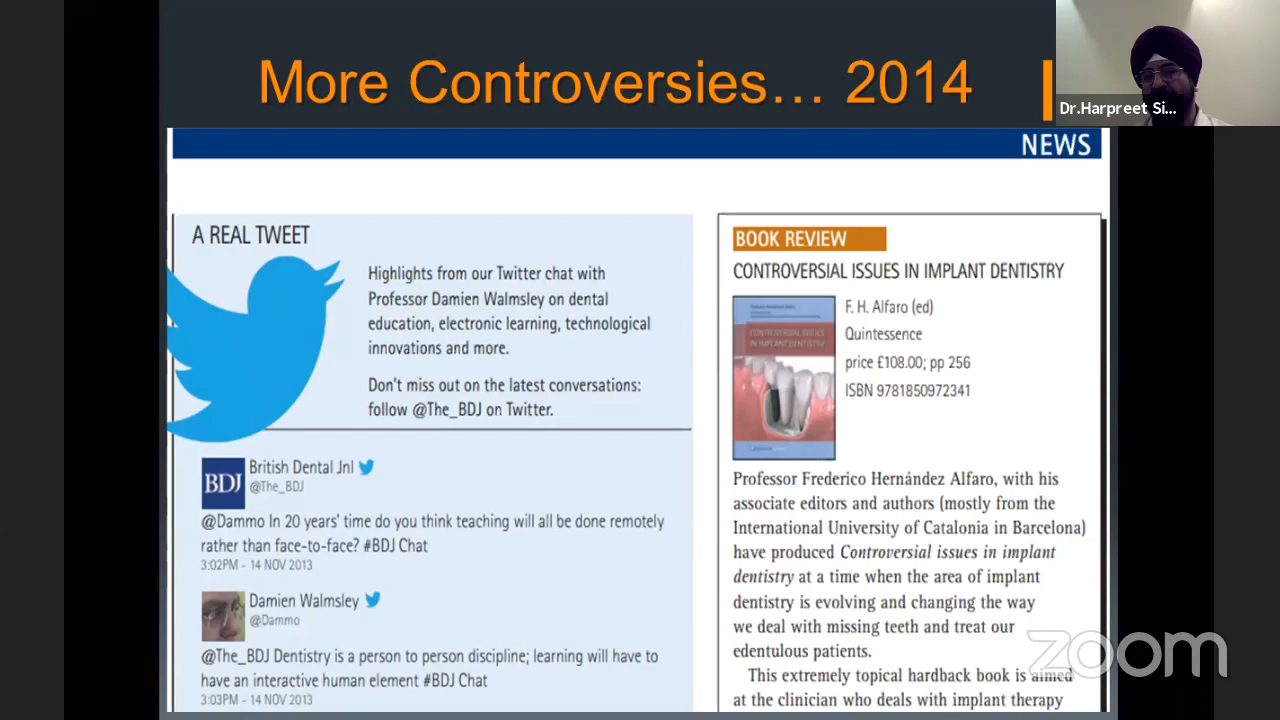 More Controversies… 2014
Dr.Harpreet Si...
NEWS
A REAL TWEET
Highlights from our Twitter chat with
Professor Damien Walmsley on dental
education, electronic learning, technological
innovations and more.
Don't miss out on the latest conversations:
follow @The_BDJ on Twitter.
BDJ
British Dental Jnl
@The_BDJ
@Dammo In 20 years' time do you think teaching will all be done remotely
rather than face-to-face? #BDJ Chat
3:02PM - 14 NOV 2013
Damien Walmsley
@Dammo
@The_BDJ Dentistry is a person to person discipline; learning will have to
have an interactive human element #BDJ Chat
3:03PM - 14 NOV 2013
BOOK REVIEW
CONTROVERSIAL ISSUES IN IMPLANT DENTISTRY
CONTROVERSIAL ISSUES
IN IMPLANT DENTISTRY
F. H. Alfaro (ed)
Quintessence
price £108.00; pp 256
ISBN 9781850972341
Professor Frederico Hernández Alfaro, with his
associate editors and authors (mostly from the
International University of Catalonia in Barcelona)
have produced Controversial issues in implant
dentistry at a time when the area of implant
dentistry is evolving and changing the way
we deal with missing teeth and treat our
edentulous patients.
This extremely topical hardback book is aimed
at the clinician who deals with implant therapy
zoom